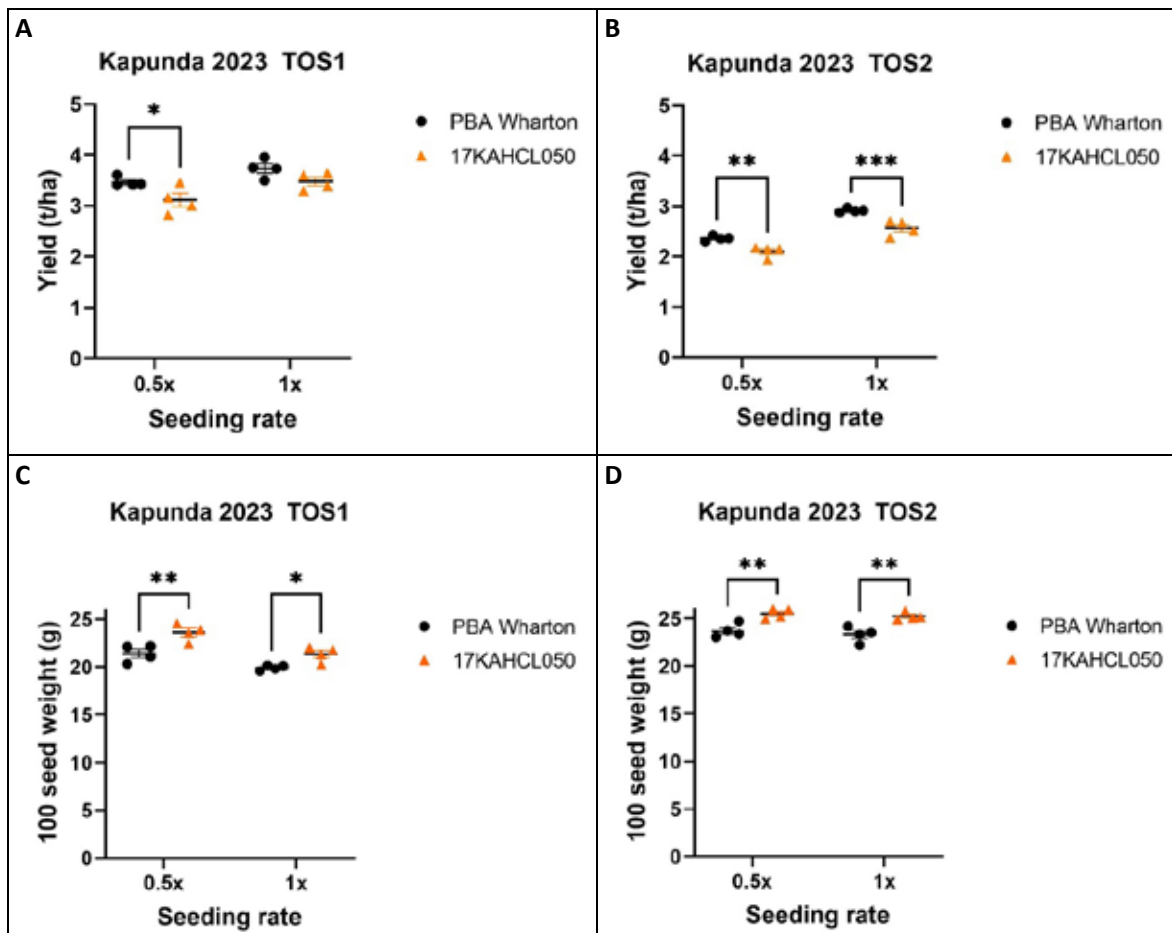 A
Kapunda 2023 TOS1
*
PBA Wharton
17KAHCL050
5
4
3
2
1
0
Yield (t/ha)
0.5x
1x
Seeding rate
B
Kapunda 2023 TOS2
**
***
PBA Wharton
17KAHCL050
5
4
3
2
1
0
Yield (t/ha)
0.5x
1x
Seeding rate
C
Kapunda 2023 TOS1
**
*
PBA Wharton
17KAHCL050
25
20
15
10
5
0
100 seed weight (g)
0.5x
1x
Seeding rate
D
Kapunda 2023 TOS2
**
**
PBA Wharton
17KAHCL050
25
20
15
10
5
0
100 seed weight (g)
0.5x
1x
Seeding rate